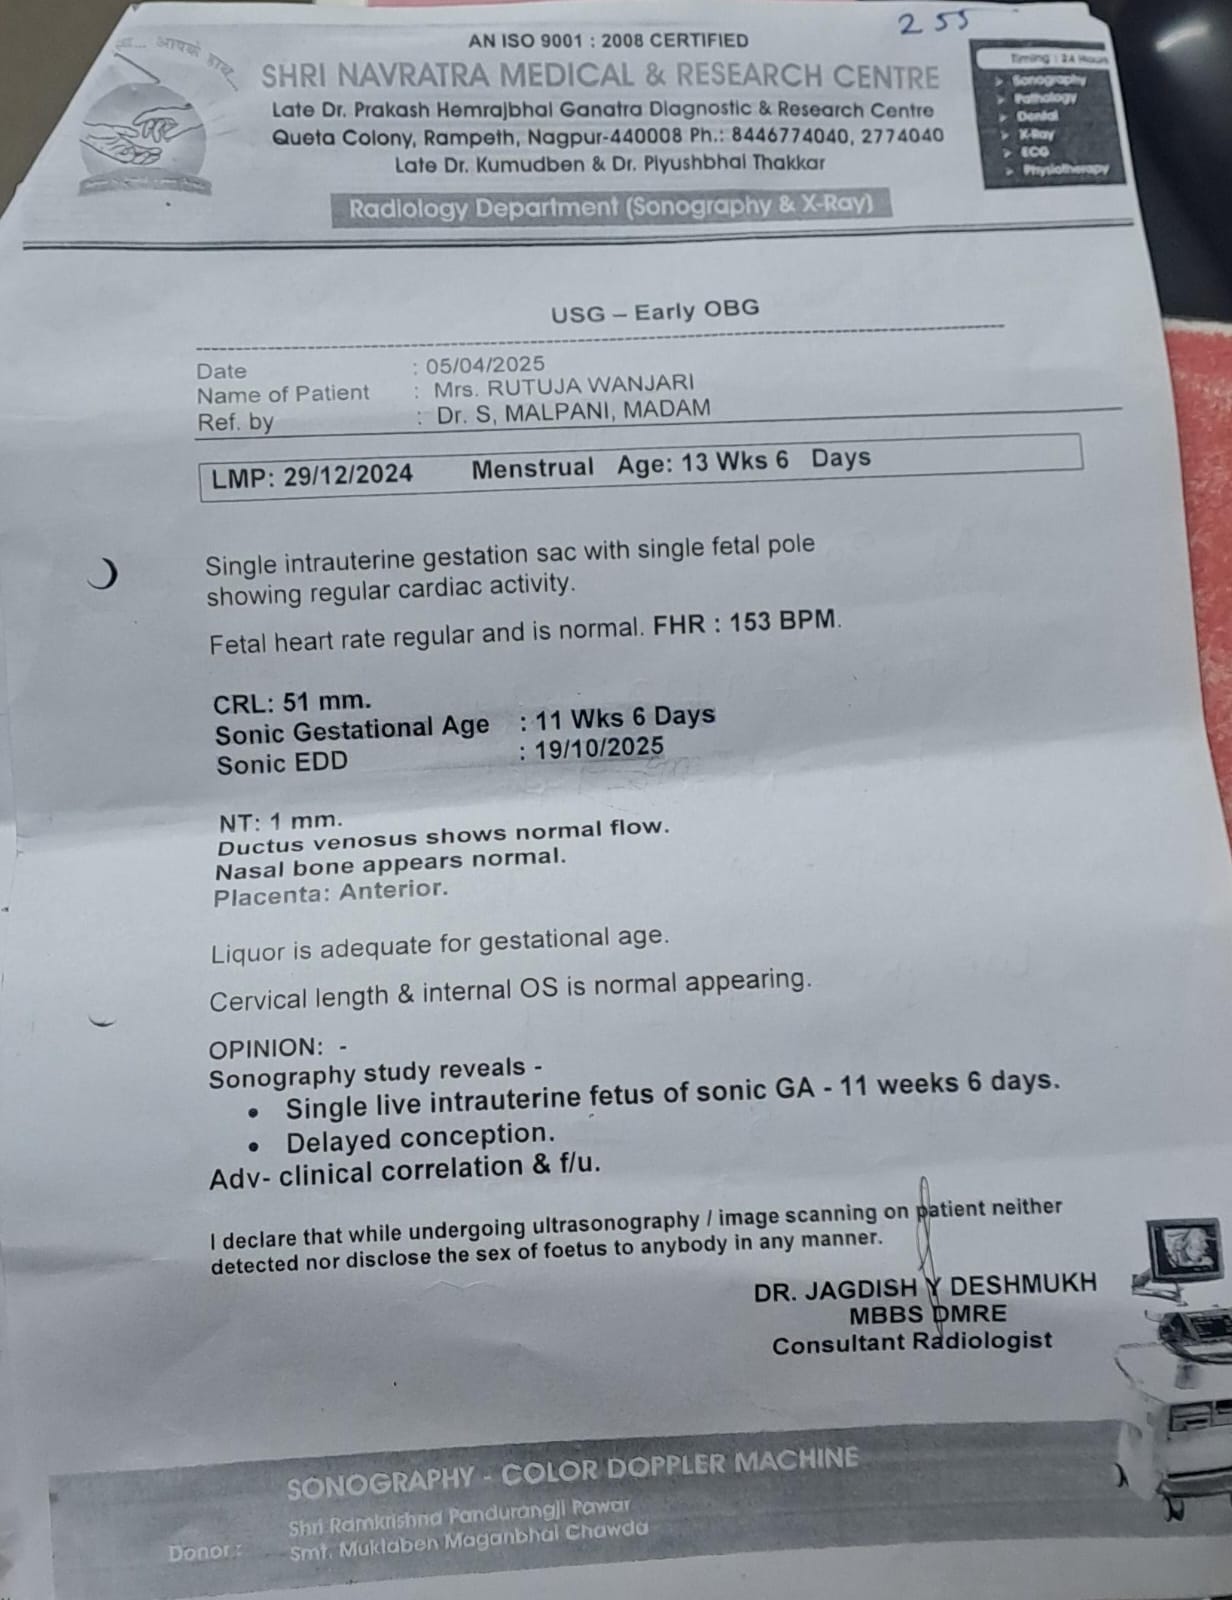 255
आपके हाथ...
AN ISO 9001 : 2008 CERTIFIED
SHRI NAVRATRA MEDICAL & RESEARCH CENTRE
Late Dr. Prakash Hemrajbhai Ganatra Diagnostic & Research Centre
Queta Colony, Rampeth, Nagpur-440008 Ph.: 8446774040, 2774040
Late Dr. Kumudben & Dr. Piyushbhai Thakkar
Radiology Department (Sonography & X-Ray)
Timing : 24 Hours
Sonography
Pathology
Dental
X-Ray
ECG
Physiotherapy
USG – Early OBG
Date : 05/04/2025
Name of Patient : Mrs. RUTUJA WANJARI
Ref. by : Dr. S, MALPANI, MADAM
LMP: 29/12/2024 Menstrual Age: 13 Wks 6 Days
Single intrauterine gestation sac with single fetal pole
showing regular cardiac activity.
Fetal heart rate regular and is normal. FHR : 153 BPM.
CRL: 51 mm.
Sonic Gestational Age : 11 Wks 6 Days
Sonic EDD : 19/10/2025
NT: 1 mm.
Ductus venosus shows normal flow.
Nasal bone appears normal.
Placenta: Anterior.
Liquor is adequate for gestational age.
Cervical length & internal OS is normal appearing.
OPINION: -
Sonography study reveals -
• Single live intrauterine fetus of sonic GA - 11 weeks 6 days.
• Delayed conception.
Adv- clinical correlation & f/u.
I declare that while undergoing ultrasonography / image scanning on patient neither
detected nor disclose the sex of foetus to anybody in any manner.
DR. JAGDISH Y DESHMUKH
MBBS DMRE
Consultant Radiologist
SONOGRAPHY - COLOR DOPPLER MACHINE
Shri Ramkrishna Pandurangji Pawar
Donor : Smt. Muktaben Maganbhai Chawda